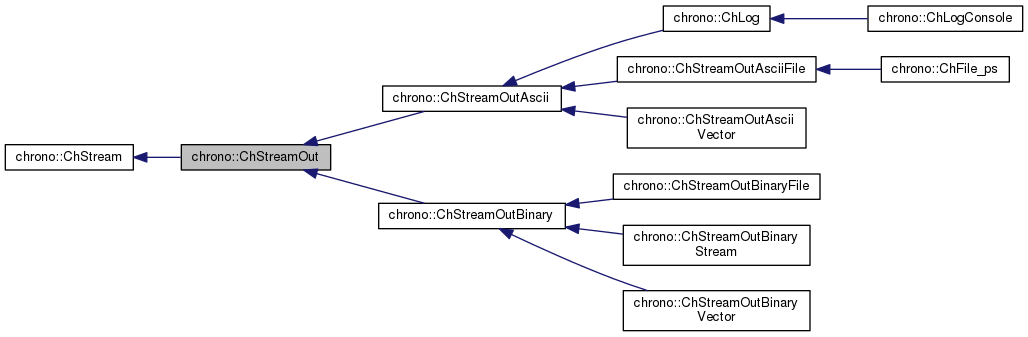 chrono::ChLog
chrono::ChLogConsole
chrono::ChStreamOutAsciiFile
chrono::ChFile_ps
chrono::ChStreamOutAscii
chrono::ChStreamOutAscii
Vector
chrono::ChStream
chrono::ChStreamOut
chrono::ChStreamOutBinaryFile
chrono::ChStreamOutBinary
chrono::ChStreamOutBinary
Stream
chrono::ChStreamOutBinary
Vector